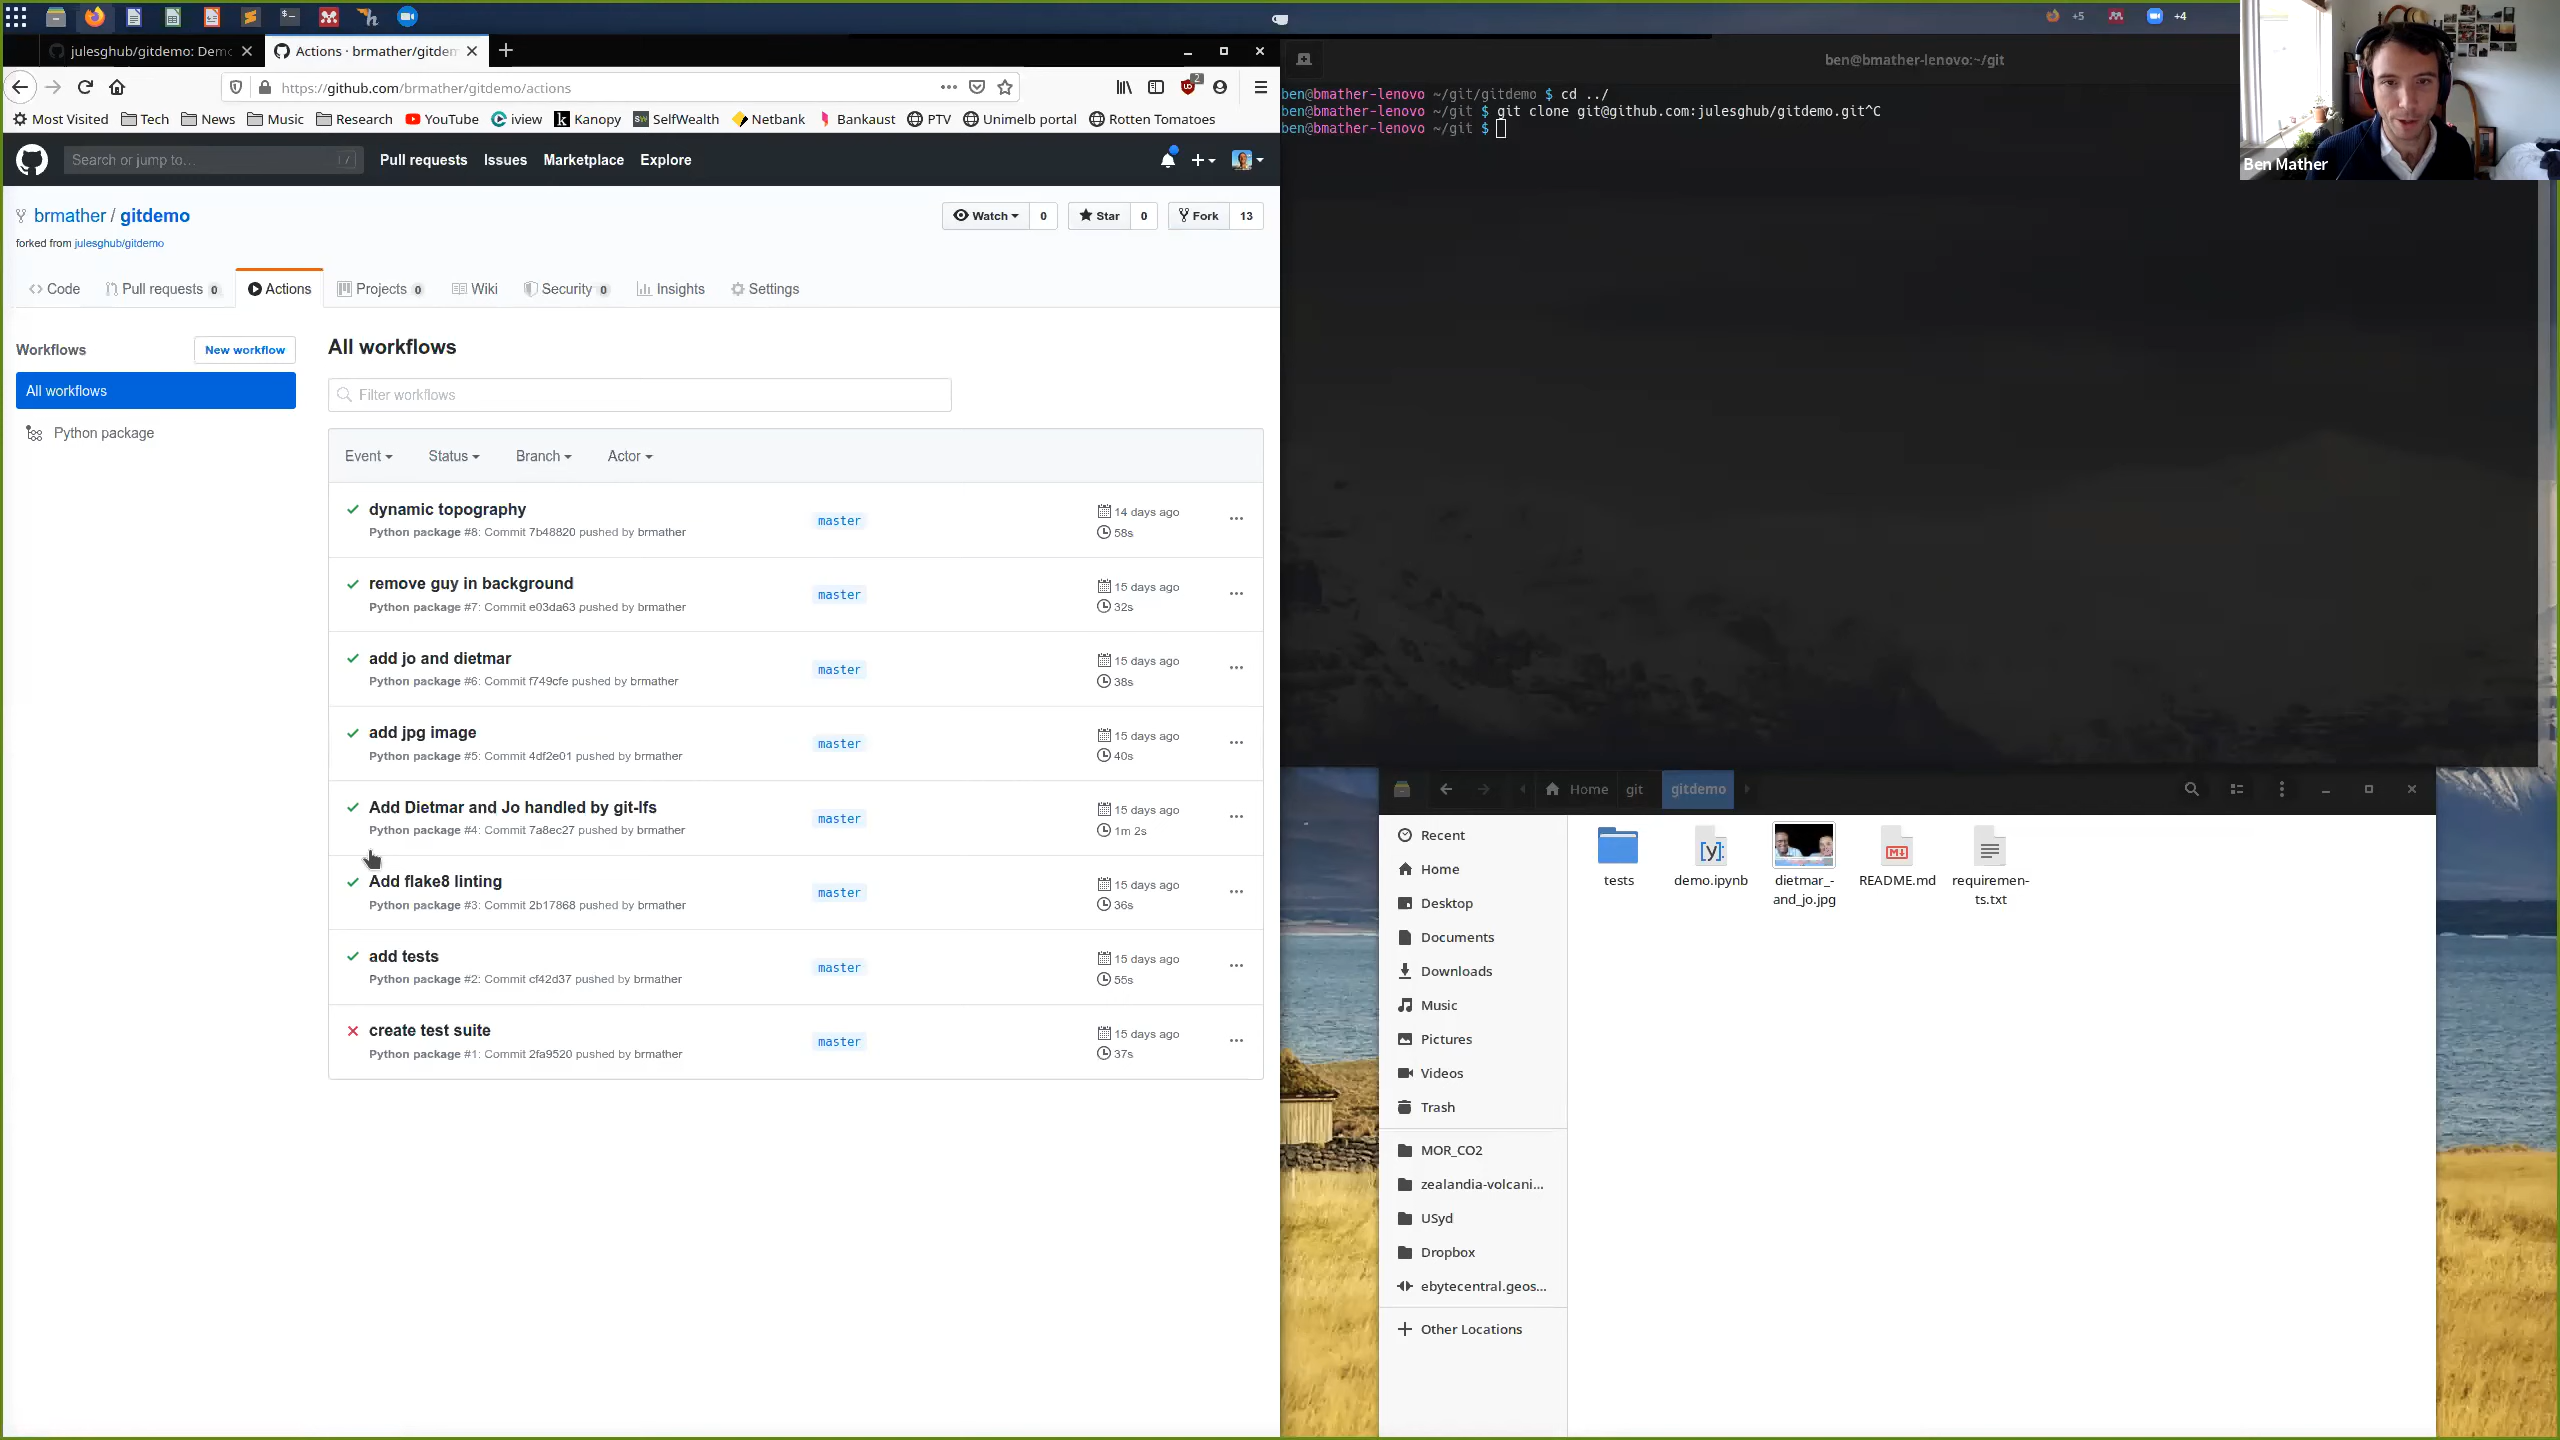 +5
+4
julesghub/gitdemo: Demo
Actions · brmather/gitdem
https://github.com/brmather/gitdemo/actions
2
Most Visited Tech News Music Research YouTube iview Kanopy SelfWealth Netbank Bankaust PTV Unimelb portal Rotten Tomatoes
Search or jump to… /
Pull requests Issues Marketplace Explore
brmather / gitdemo
forked from julesghub/gitdemo
Watch 0 Star 0 Fork 13
Code Pull requests 0 Actions Projects 0 Wiki Security 0 Insights Settings
Workflows
New workflow
All workflows
Python package
All workflows
Filter workflows
Event Status Branch Actor
dynamic topography
Python package #8: Commit 7b48820 pushed by brmather
master
14 days ago
58s
remove guy in background
Python package #7: Commit e03da63 pushed by brmather
master
15 days ago
32s
add jo and dietmar
Python package #6: Commit f749cfe pushed by brmather
master
15 days ago
38s
add jpg image
Python package #5: Commit 4df2e01 pushed by brmather
master
15 days ago
40s
Add Dietmar and Jo handled by git-lfs
Python package #4: Commit 7a8ec27 pushed by brmather
master
15 days ago
1m 2s
Add flake8 linting
Python package #3: Commit 2b17868 pushed by brmather
master
15 days ago
36s
add tests
Python package #2: Commit cf42d37 pushed by brmather
master
15 days ago
55s
create test suite
Python package #1: Commit 2fa9520 pushed by brmather
master
15 days ago
37s
ben@bmather-lenovo:~/git
ben@bmather-lenovo ~/git/gitdemo $ cd ../
ben@bmather-lenovo ~/git $ git clone git@github.com:julesghub/gitdemo.git^C
ben@bmather-lenovo ~/git $
Ben Mather
Home git gitdemo
Recent
Home
Desktop
Documents
Downloads
Music
Pictures
Videos
Trash
MOR_CO2
zealandia-volcani...
USyd
Dropbox
ebytecentral.geos...
Other Locations
tests
demo.ipynb
dietmar_-
and_jo.jpg
README.md
requiremen-
ts.txt